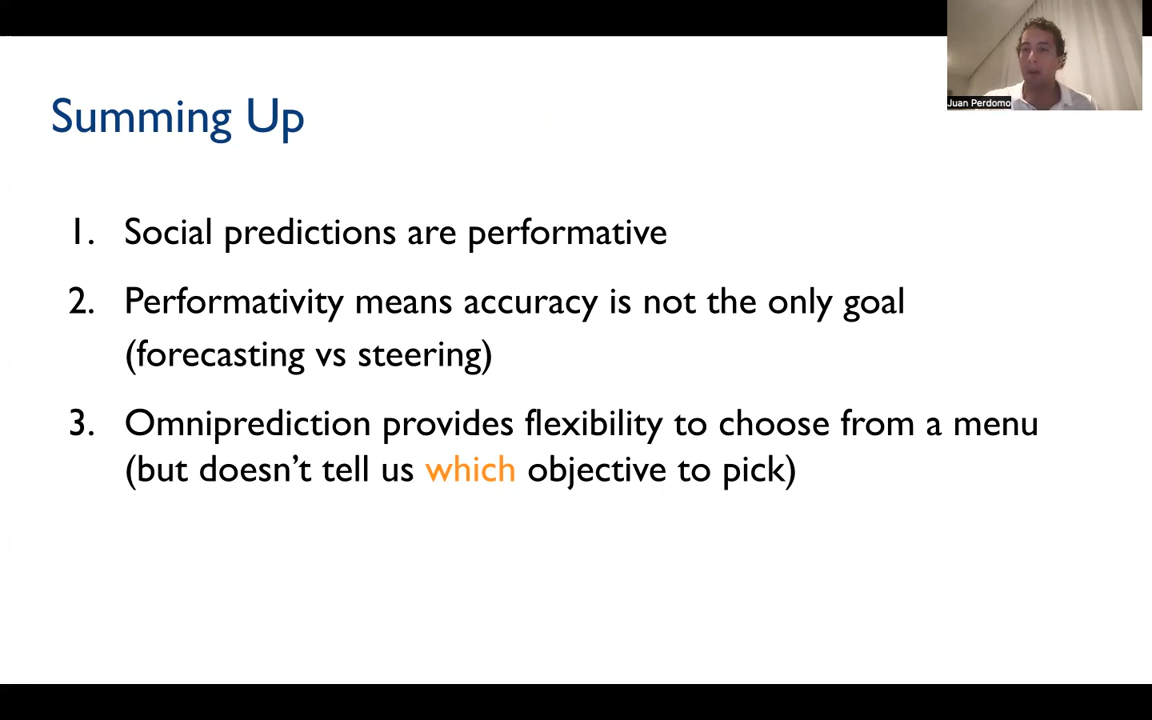 Juan Perdomo
Summing Up
1. Social predictions are performative
2. Performativity means accuracy is not the only goal
(forecasting vs steering)
3. Omniprediction provides flexibility to choose from a menu
(but doesn’t tell us which objective to pick)